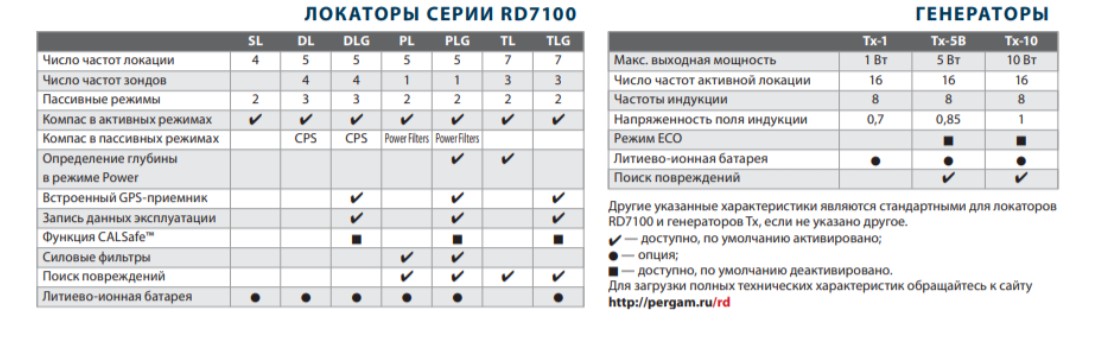 ЛОКАТОРЫ СЕРИИ RD7100
SL DL DLG PL PLG TL TLG
Число частот локации 4 5 5 5 5 7 7
Число частот зондов 4 4 1 1 3 3
Пассивные режимы 2 3 3 2 2 2 2
Компас в активных режимах ✔ ✔ ✔ ✔ ✔ ✔ ✔
Компас в пассивных режимах CPS CPS Power Filters Power Filters
Определение глубины
в режиме Power ✔ ✔
Встроенный GPS-приемник ✔ ✔ ✔
Запись данных эксплуатации ✔ ✔ ✔
Функция CALSafe™ ■ ■ ■
Силовые фильтры ✔ ✔
Поиск повреждений ✔ ✔ ✔ ✔
Литиево-ионная батарея ● ● ● ● ● ●
ГЕНЕРАТОРЫ
Tx-1 Tx-5B Tx-10
Макс. выходная мощность 1 Вт 5 Вт 10 Вт
Число частот активной локации 16 16 16
Частоты индукции 8 8 8
Напряженность поля индукции 0,7 0,85 1
Режим ECO ■ ■
Литиево-ионная батарея ● ● ●
Поиск повреждений ✔ ✔
Другие указанные характеристики являются стандартными для локаторов
RD7100 и генераторов Tx, если не указано другое.
✔ — доступно, по умолчанию активировано;
● — опция;
■ — доступно, по умолчанию деактивировано.
Для загрузки полных технических характеристик обращайтесь к сайту
http://pergam.ru/rd